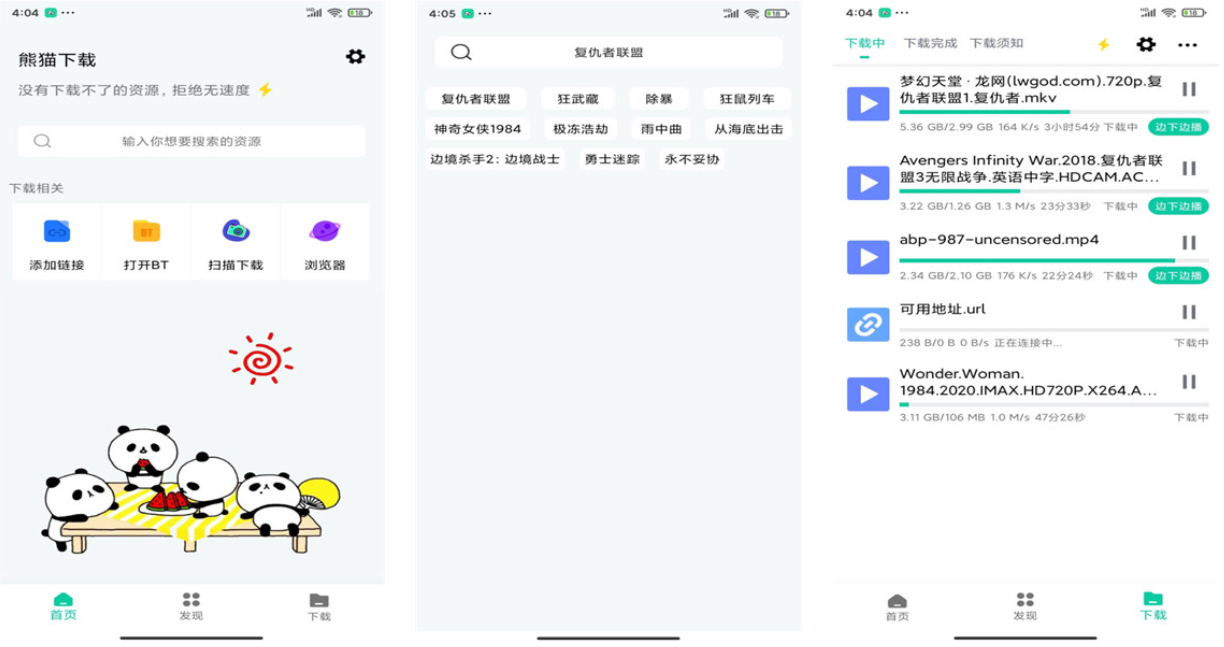 4:04
18
熊猫下载
没有下载不了的资源，拒绝无速度
输入你想要搜索的资源
下载相关
BT
添加链接 打开BT 扫描下载 浏览器
首页 发现 下载
4:05
18
复仇者联盟
复仇者联盟 狂武藏 除暴 狂鼠列车
神奇女侠1984 极冻浩劫 雨中曲 从海底出击
边境杀手2：边境战士 勇士迷踪 永不妥协
4:04
18
下载中 下载完成 下载须知
梦幻天堂·龙网(lwgod.com).720p.复
仇者联盟1.复仇者.mkv
5.36 GB/2.99 GB 164 K/s 3小时54分 下载中 边下边播
Avengers Infinity War.2018.复仇者联
盟3无限战争.英语中字.HDCAM.AC...
3.22 GB/1.26 GB 1.3 M/s 23分33秒 下载中 边下边播
abp-987-uncensored.mp4
2.34 GB/2.10 GB 176 K/s 22分24秒 下载中 边下边播
可用地址.url
238 B/0 B 0 B/s 正在连接中... 下载中
Wonder.Woman.
1984.2020.IMAX.HD720P.X264.A...
3.11 GB/106 MB 1.0 M/s 47分26秒 下载中
首页 发现 下载